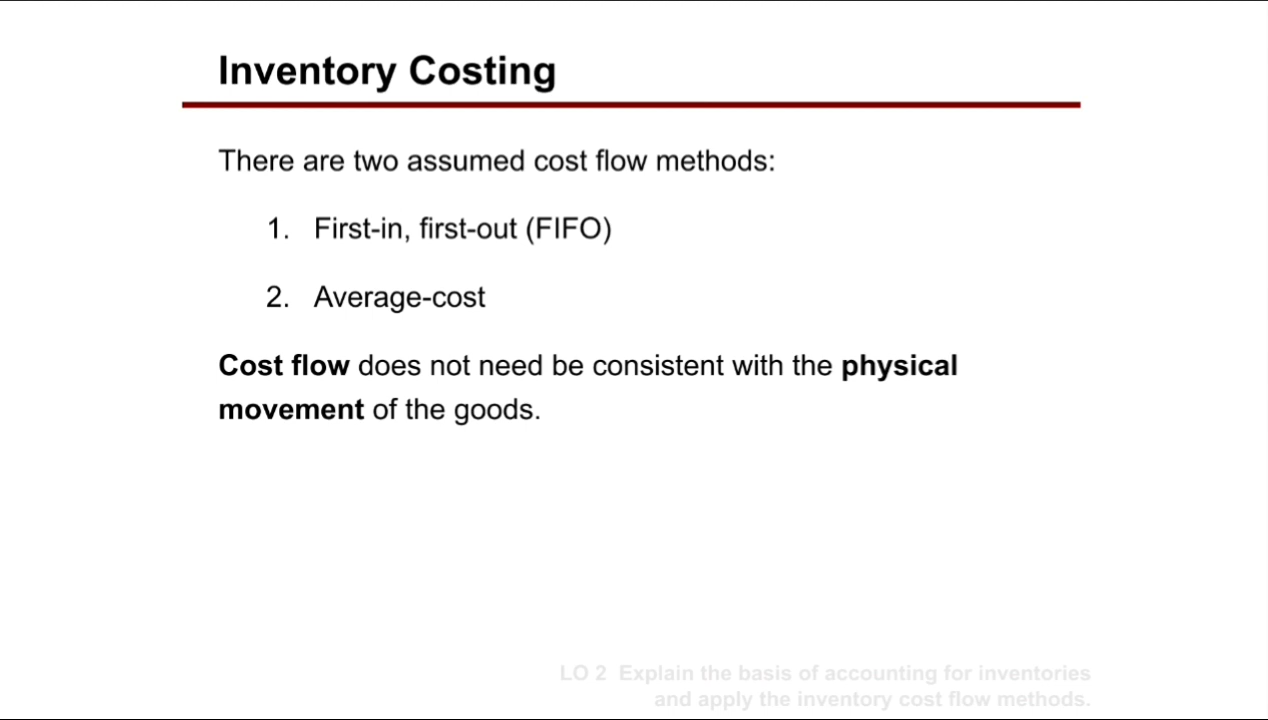 Inventory Costing
There are two assumed cost flow methods:
1. First-in, first-out (FIFO)
2. Average-cost
Cost flow does not need be consistent with the physical
movement of the goods.
LO 2 Explain the basis of accounting for inventories
and apply the inventory cost flow methods.